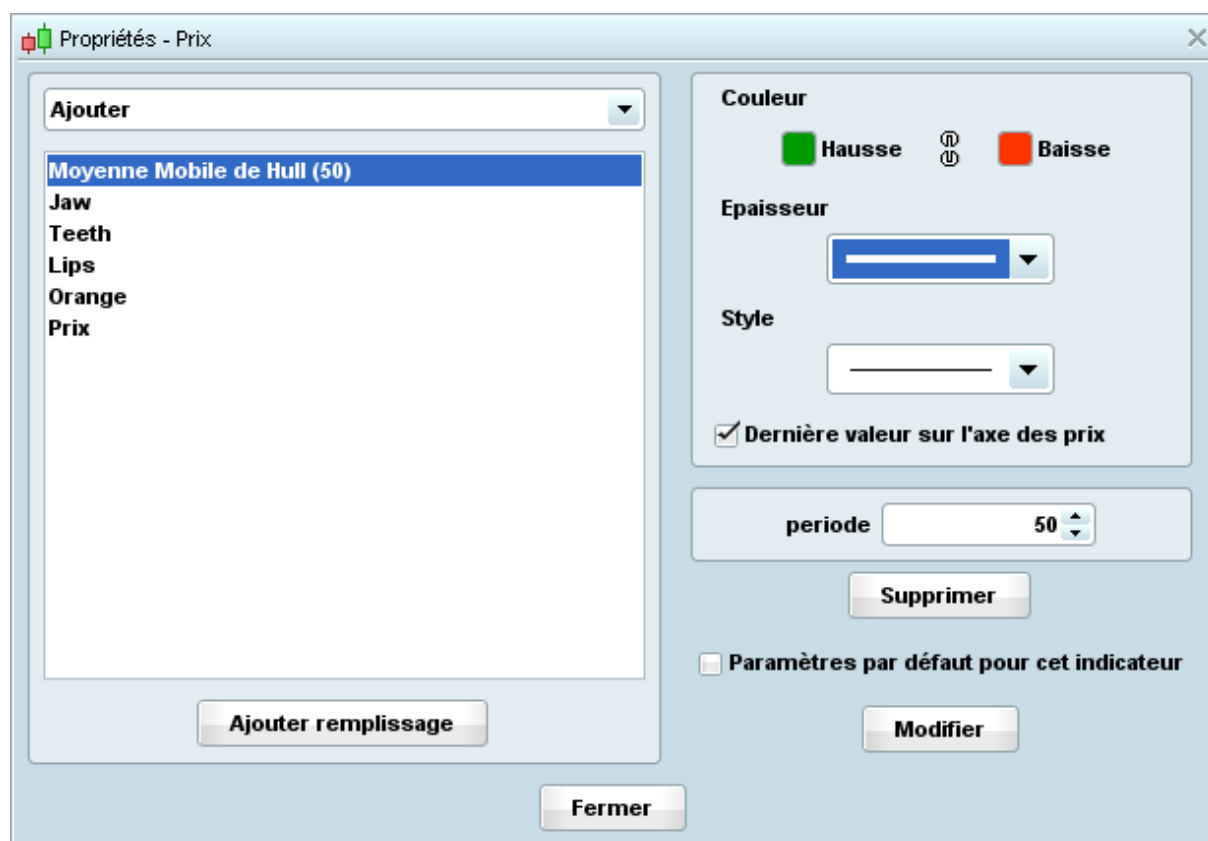 Propriétés - Prix
Ajouter
Moyenne Mobile de Hull (50)
Jaw
Teeth
Lips
Orange
Prix
Ajouter remplissage
Couleur
Hausse
Baisse
Epaisseur
Style
Dernière valeur sur l'axe des prix
periode 50
Supprimer
Paramètres par défaut pour cet indicateur
Modifier
Fermer